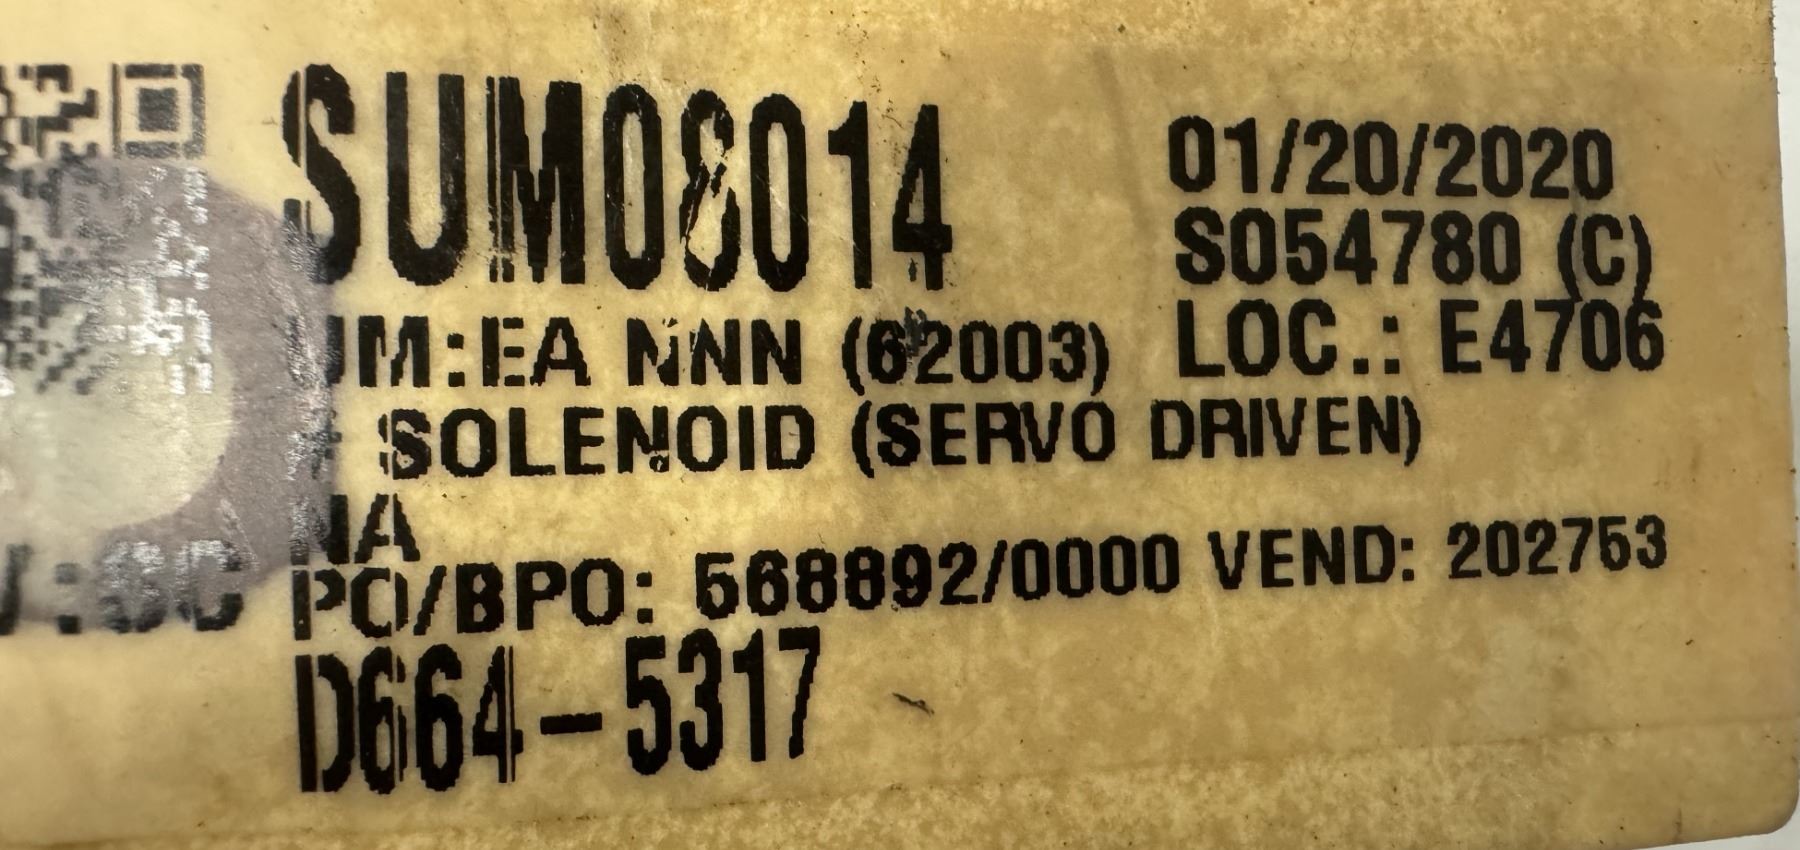 SUM08014
01/20/2020
S054780 (C)
UM:EA NNN (62003) LOC.: E4706
SOLENOID (SERVO DRIVEN)
NA
PO/BPO: 568892/0000 VEND: 202753
D664-5317